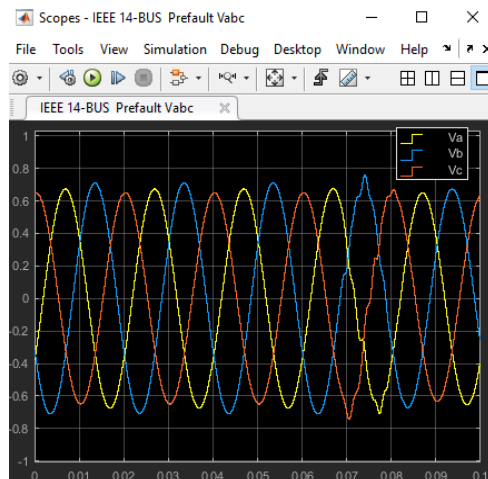 Scopes - IEEE 14-BUS  Prefault Vabc
File Tools View Simulation Debug Desktop Window Help
IEEE 14-BUS  Prefault Vabc
Va
Vb
Vc
1
0.8
0.6
0.4
0.2
0
-0.2
-0.4
-0.6
-0.8
-1
0 0.01 0.02 0.03 0.04 0.05 0.06 0.07 0.08 0.09 0.1